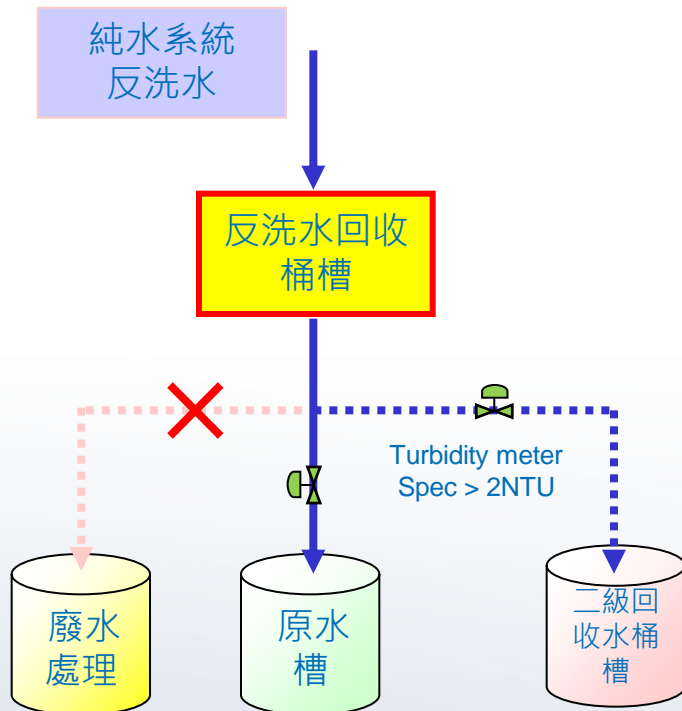 純水系統
反洗水
反洗水回收
桶槽
Turbidity meter
Spec > 2NTU
廢水
處理
原水
槽
二級回
收水桶
槽